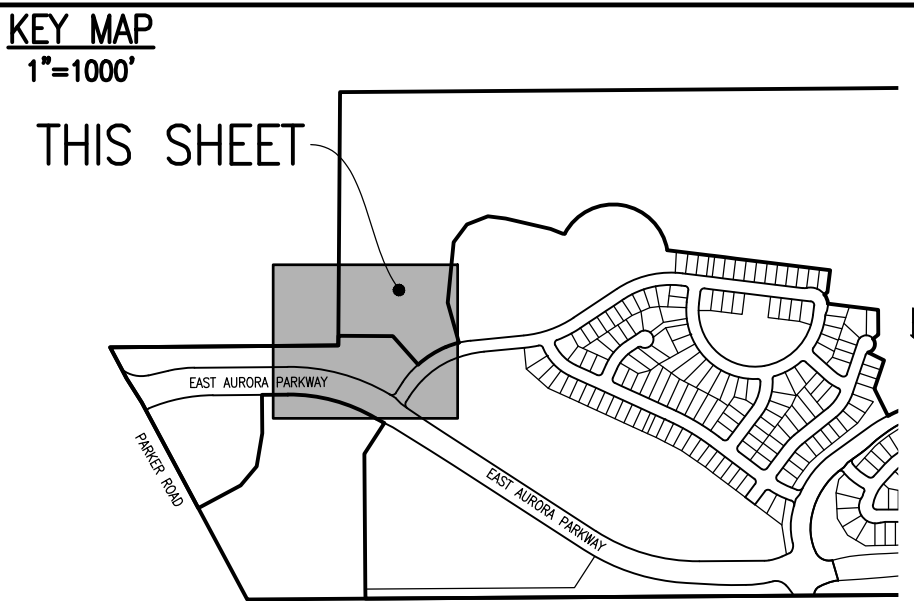 KEY MAP
1"=1000'
THIS SHEET
EAST AURORA PARKWAY
PARKER ROAD
EAST AURORA PARKWAY